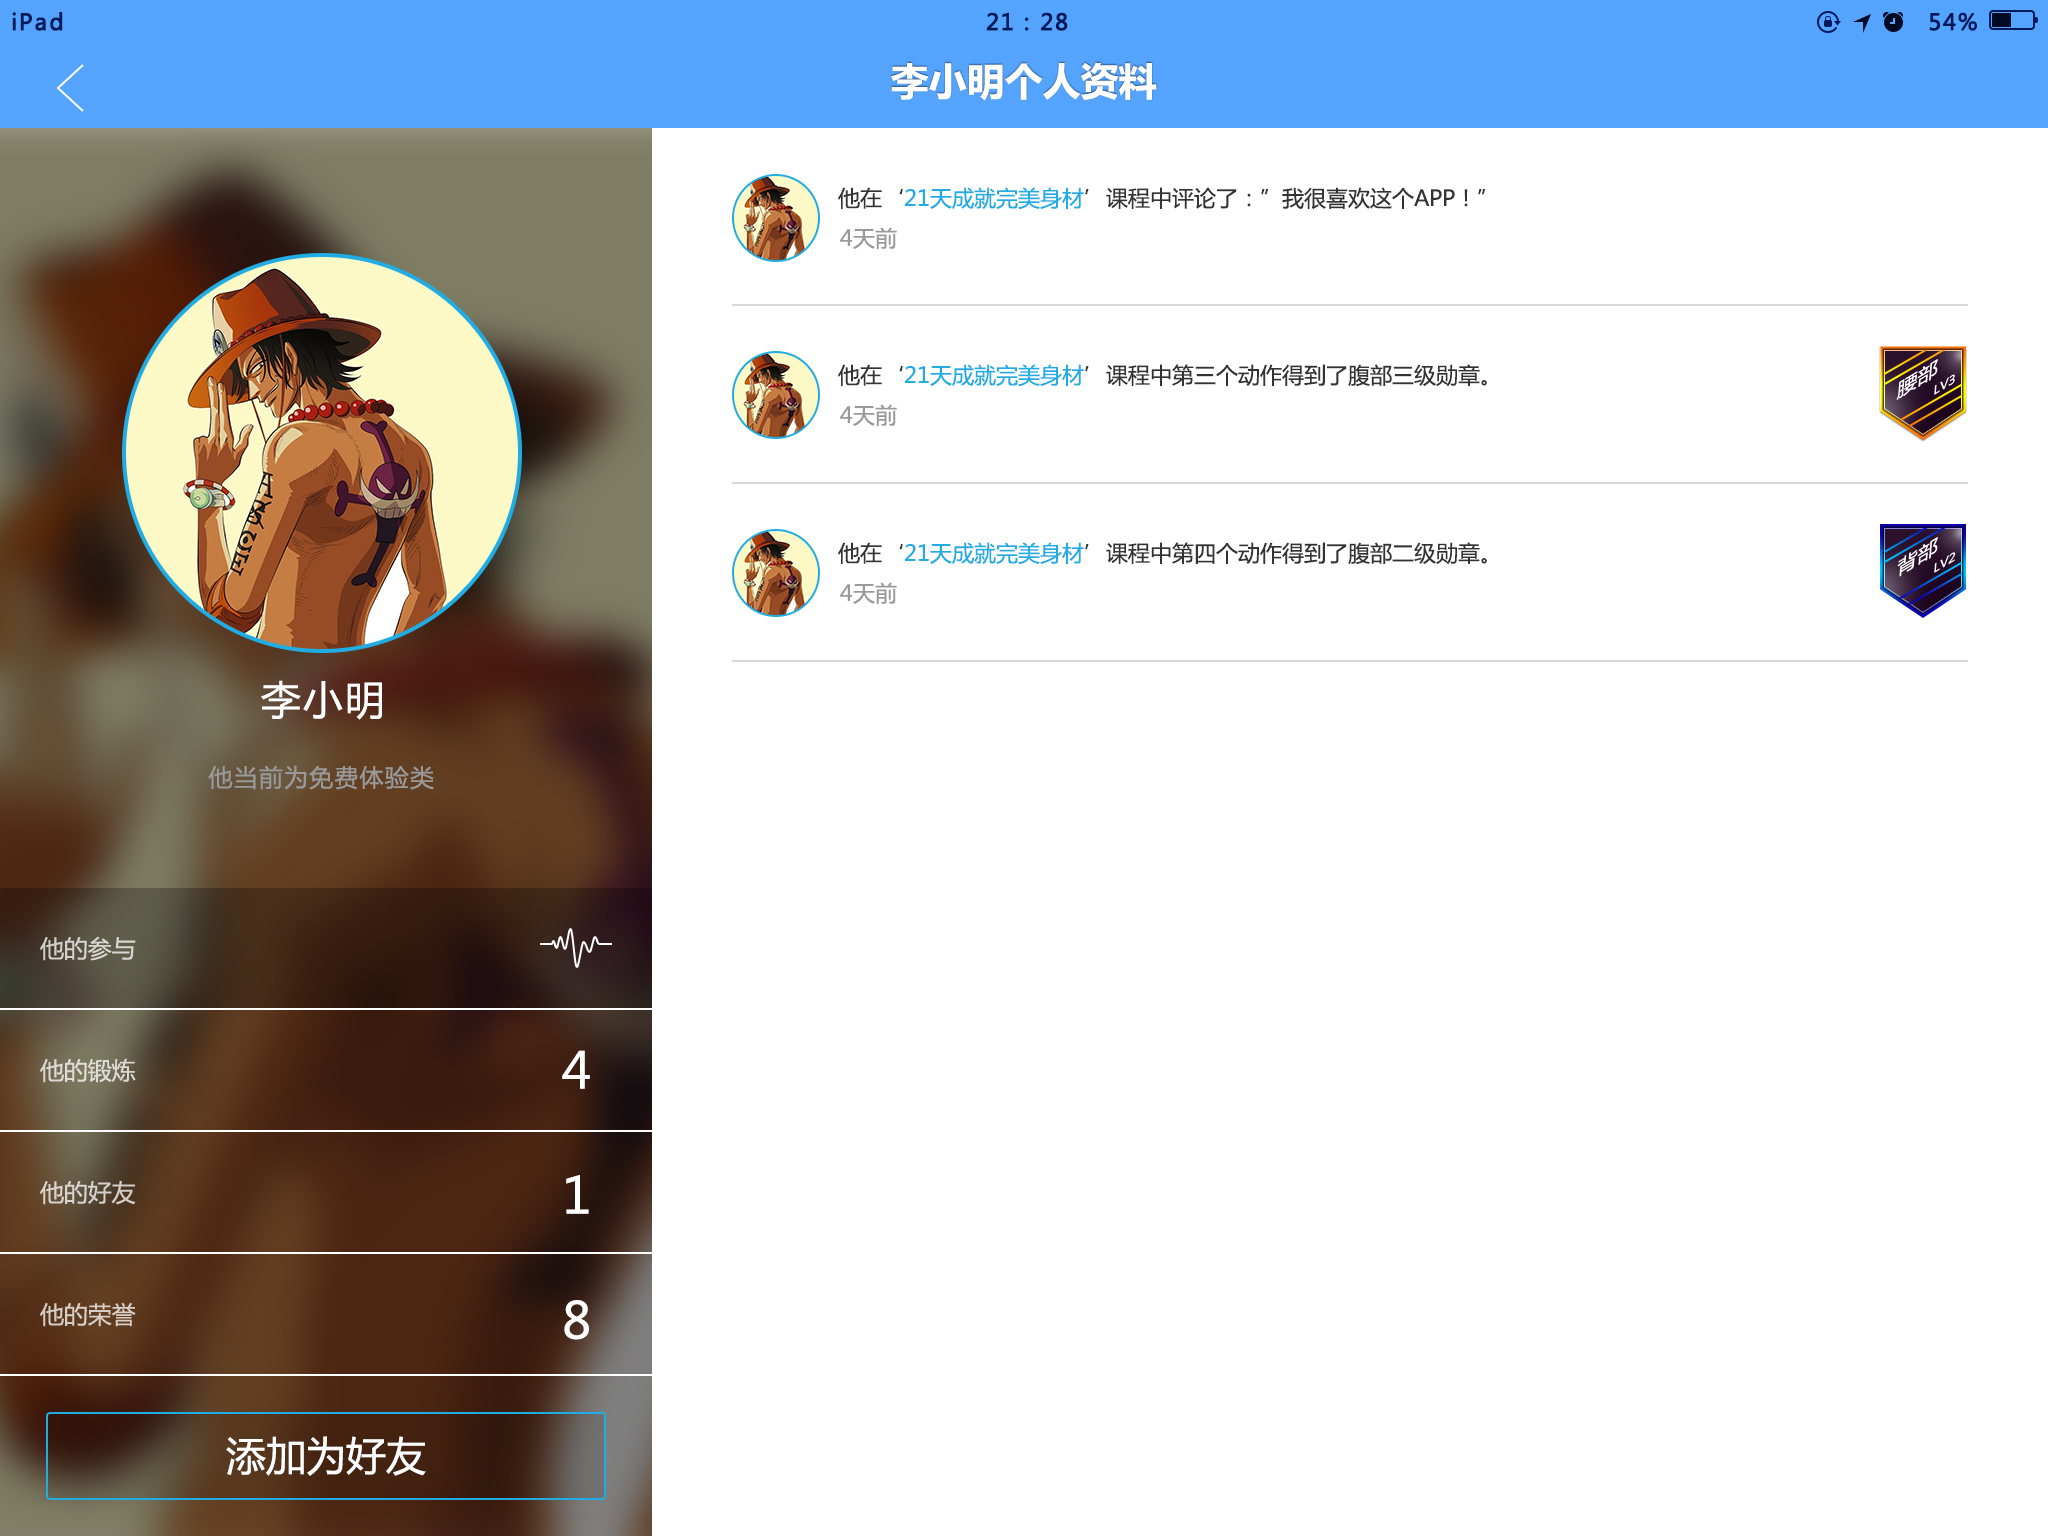 iPad
21：28
54%
李小明个人资料
李小明
他当前为免费体验类
他的参与
他的锻炼
4
他的好友
1
他的荣誉
8
添加为好友
他在‘21天成就完美身材’课程中评论了：”我很喜欢这个APP！”
4天前
他在‘21天成就完美身材’课程中第三个动作得到了腹部三级勋章。
4天前
腰部
LV3
他在‘21天成就完美身材’课程中第四个动作得到了腹部二级勋章。
4天前
背部
LV2